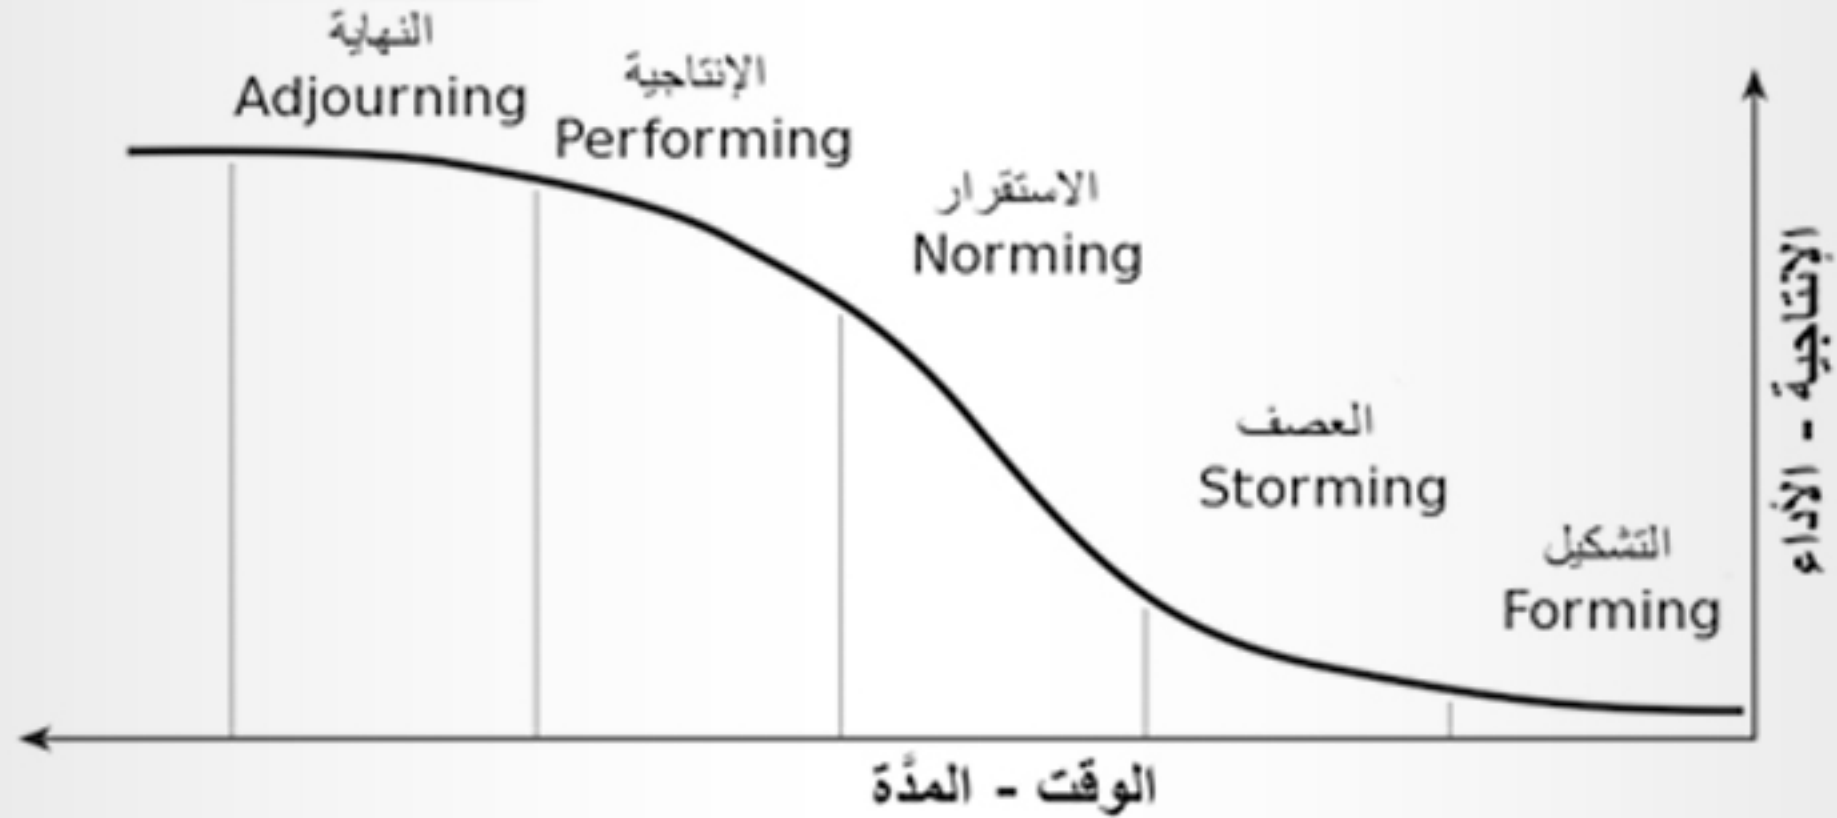 النهاية
Adjourning
الإنتاجية
Performing
الاستقرار
Norming
العصف
Storming
التشكيل
Forming
الإنتاجية - الأداء
الوقت - المدَّة